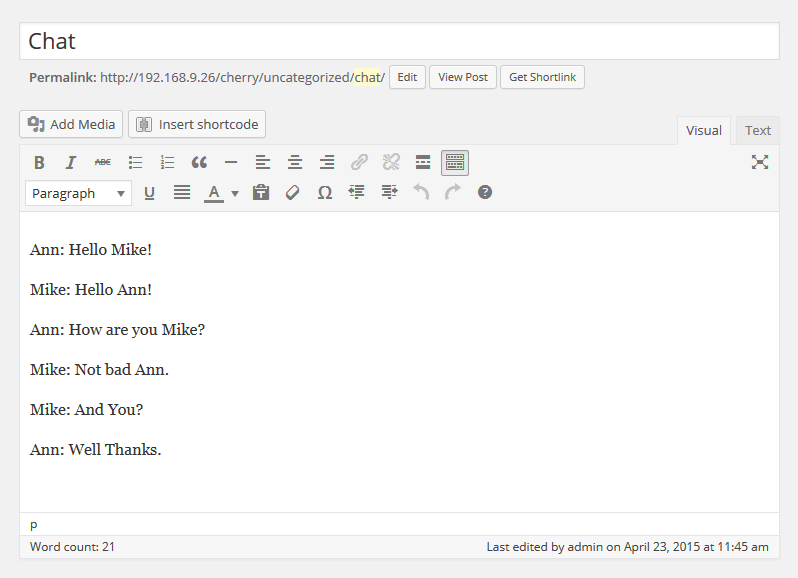 Chat
Permalink: http://192.168.9.26/cherry/uncategorized/chat/ Edit View Post Get Shortlink
Add Media Insert shortcode Visual Text
B I ABC
Paragraph U A T Ω ?
Ann: Hello Mike!
Mike: Hello Ann!
Ann: How are you Mike?
Mike: Not bad Ann.
Mike: And You?
Ann: Well Thanks.
p
Word count: 21 Last edited by admin on April 23, 2015 at 11:45 am